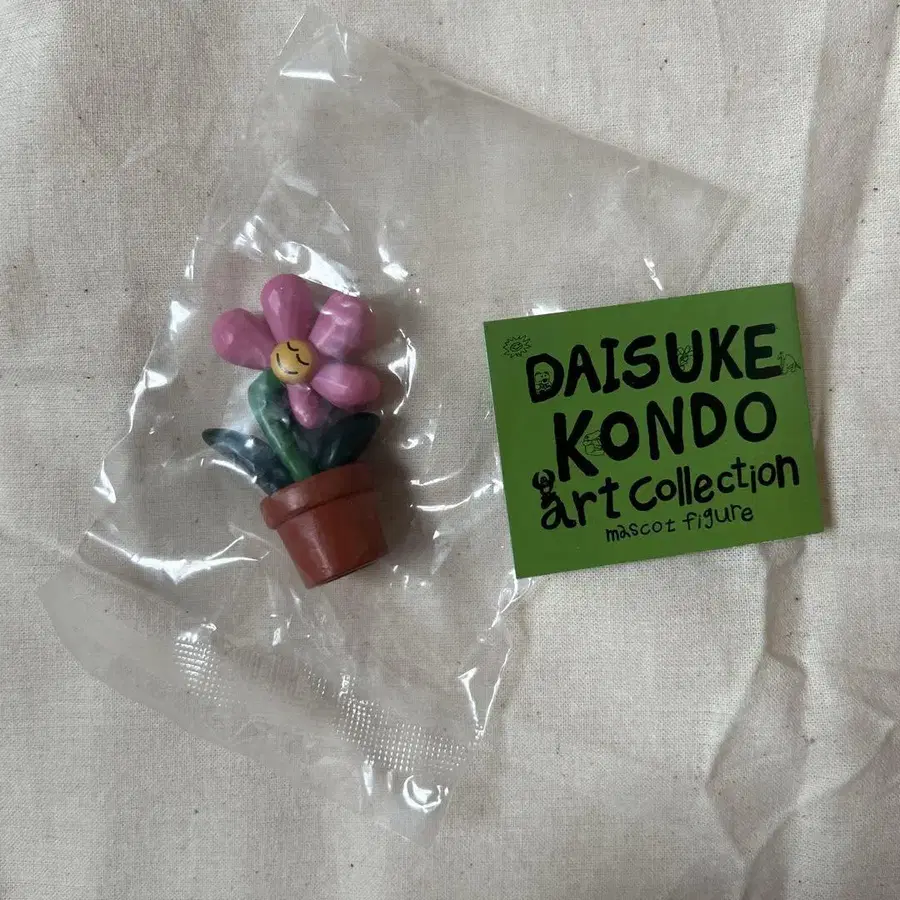 DAISUKE
KONDO
art collection
mascot figure